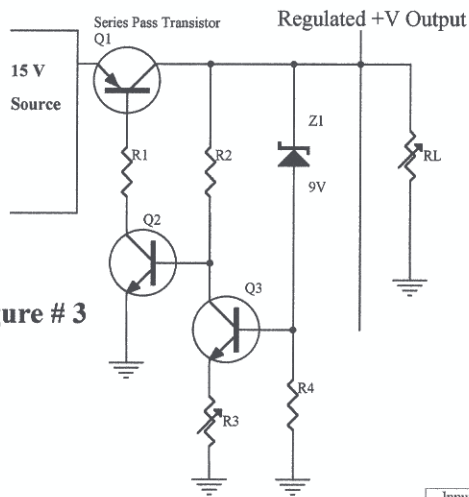 Series Pass Transistor
Regulated +V Output
Q1
15 V
Source
Z1
R1
R2
RL
9V
Q2
Q3
ure # 3
R4
R3